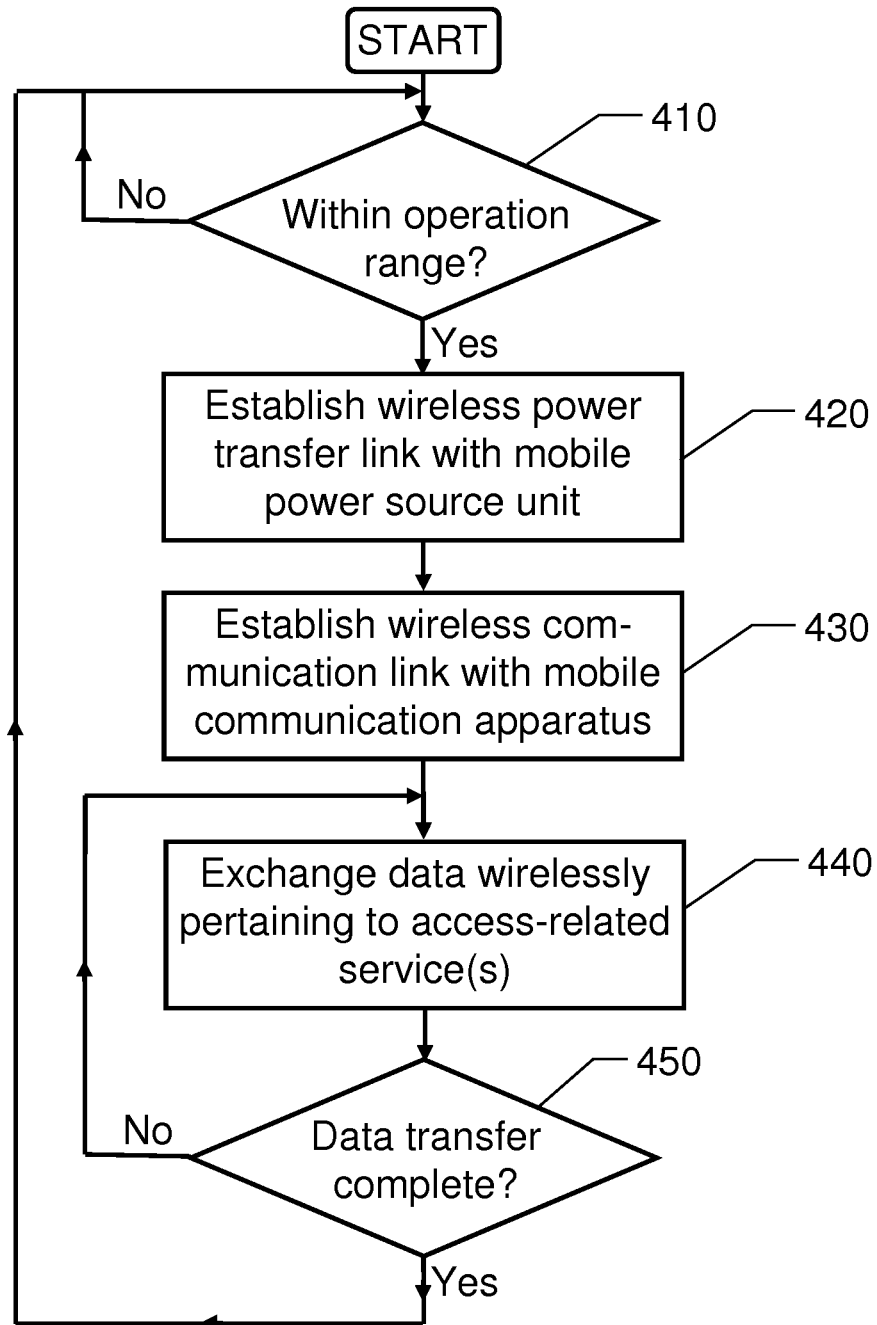 START
410
No
Within operation
range?
Yes
Establish wireless power
transfer link with mobile
power source unit
420
Establish wireless com-
munication link with mobile
communication apparatus
430
Exchange data wirelessly
pertaining to access-related
service(s)
440
450
No
Data transfer
complete?
Yes